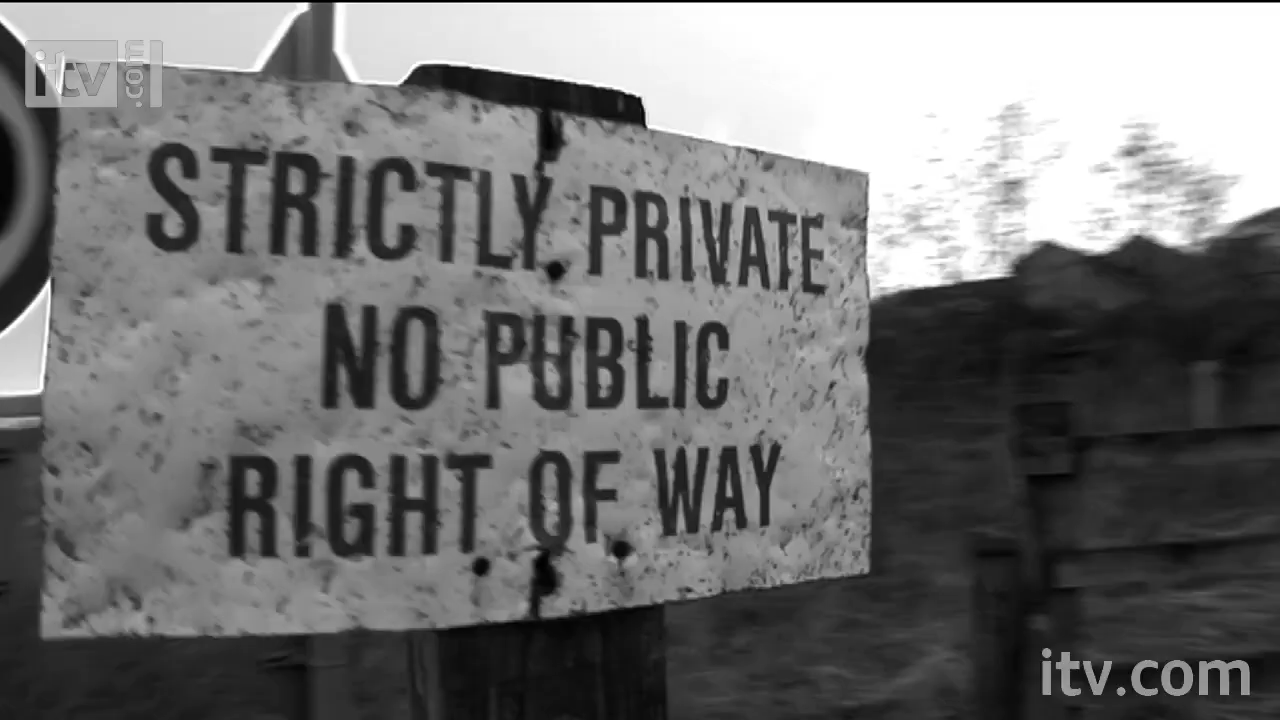 itv.com
STRICTLY PRIVATE
NO PUBLIC
RIGHT OF WAY
itv.com